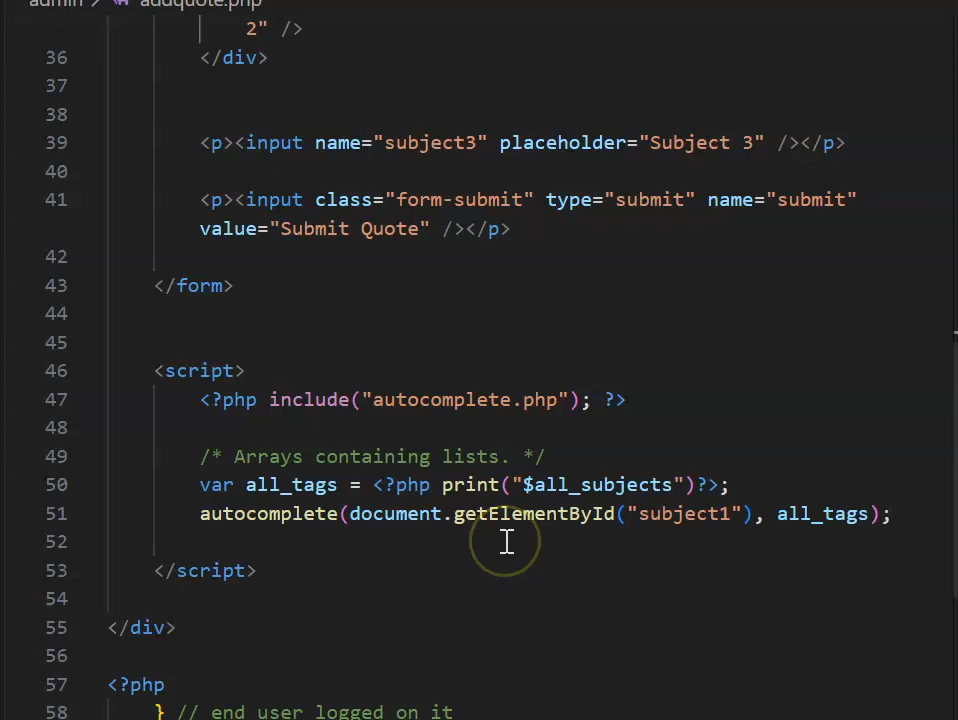 admin > addquote.php
2" />
36 </div>
37
38
39 <p><input name="subject3" placeholder="Subject 3" /></p>
40
41 <p><input class="form-submit" type="submit" name="submit"
value="Submit Quote" /></p>
42
43 </form>
44
45
46 <script>
47 <?php include("autocomplete.php"); ?>
48
49 /* Arrays containing lists. */
50 var all_tags = <?php print("$all_subjects")?>;
51 autocomplete(document.getElementById("subject1"), all_tags);
52
53 </script>
54
55 </div>
56
57 <?php
58 } // end user logged on it